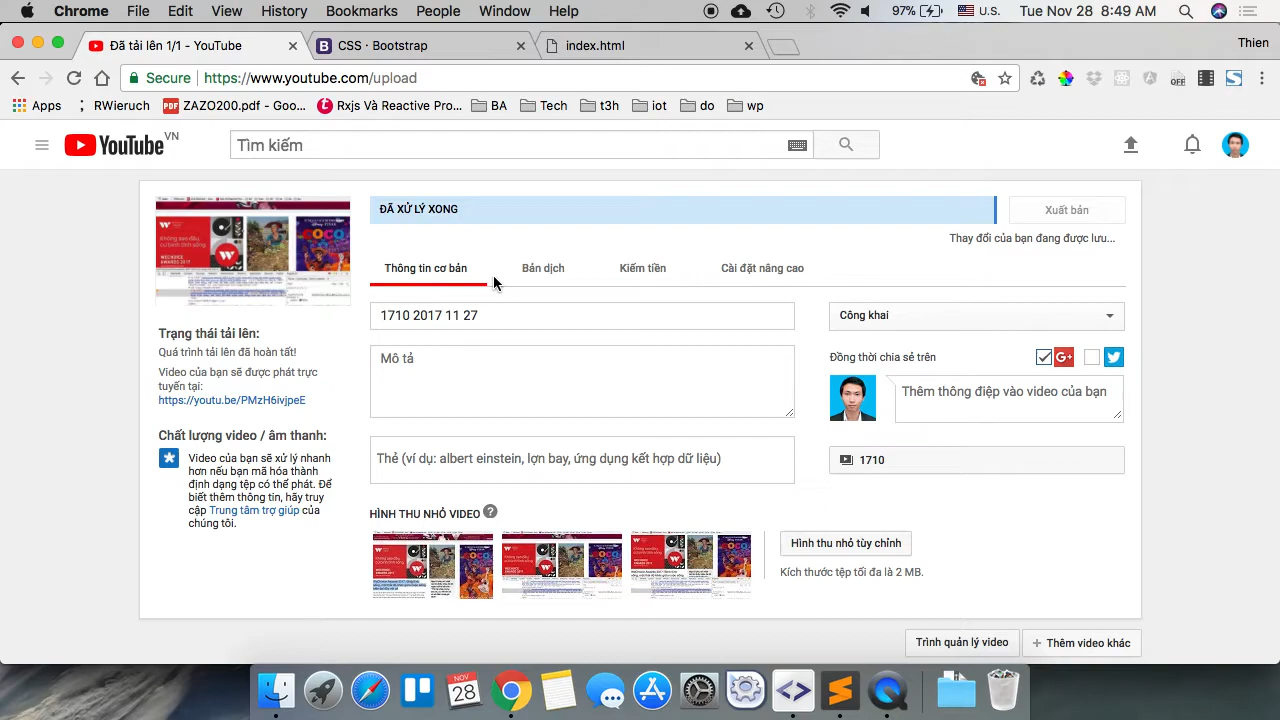 Chrome File Edit View History Bookmarks People Window Help 97% U.S. Tue Nov 28 8:49 AM
Đã tải lên 1/1 - YouTube CSS · Bootstrap index.html Thien
Secure https://www.youtube.com/upload OFF
Apps RWieruch ZAZO200.pdf - Goo... Rxjs Và Reactive Pro... BA Tech t3h iot do wp
YouTube VN Tìm kiếm
ĐÃ XỬ LÝ XONG Xuất bản
Thay đổi của bạn đang được lưu...
Thông tin cơ bản Bản dịch Kiếm tiền Cài đặt nâng cao
1710 2017 11 27 Công khai
Trạng thái tải lên:
Quá trình tải lên đã hoàn tất!
Video của bạn sẽ được phát trực
tuyến tại:
https://youtu.be/PMzH6ivjpeE
Mô tả
Đồng thời chia sẻ trên G+
Thêm thông điệp vào video của bạn
Chất lượng video / âm thanh:
Video của bạn sẽ xử lý nhanh
hơn nếu bạn mã hóa thành
định dạng tệp có thể phát. Để
biết thêm thông tin, hãy truy
cập Trung tâm trợ giúp của
chúng tôi.
Thẻ (ví dụ: albert einstein, lợn bay, ứng dụng kết hợp dữ liệu)
1710
HÌNH THU NHỎ VIDEO ?
Hình thu nhỏ tùy chỉnh
Kích thước tệp tối đa là 2 MB.
Trình quản lý video + Thêm video khác
NOV
28